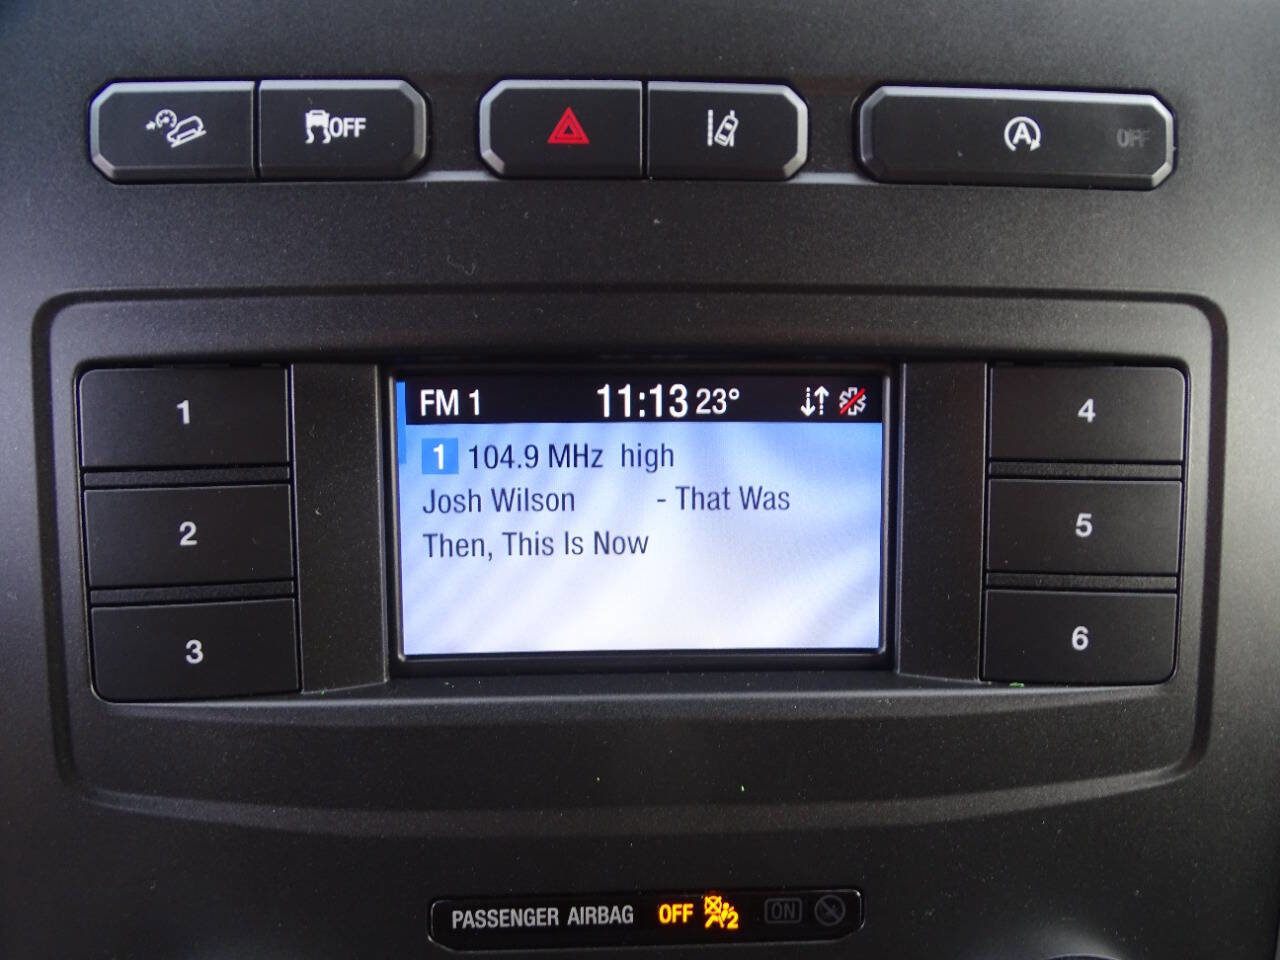 OFF
A
OFF
FM 1 11:13 23°
1 104.9 MHz high
Josh Wilson - That Was
Then, This Is Now
1
2
3
4
5
6
PASSENGER AIRBAG OFF 2 ON